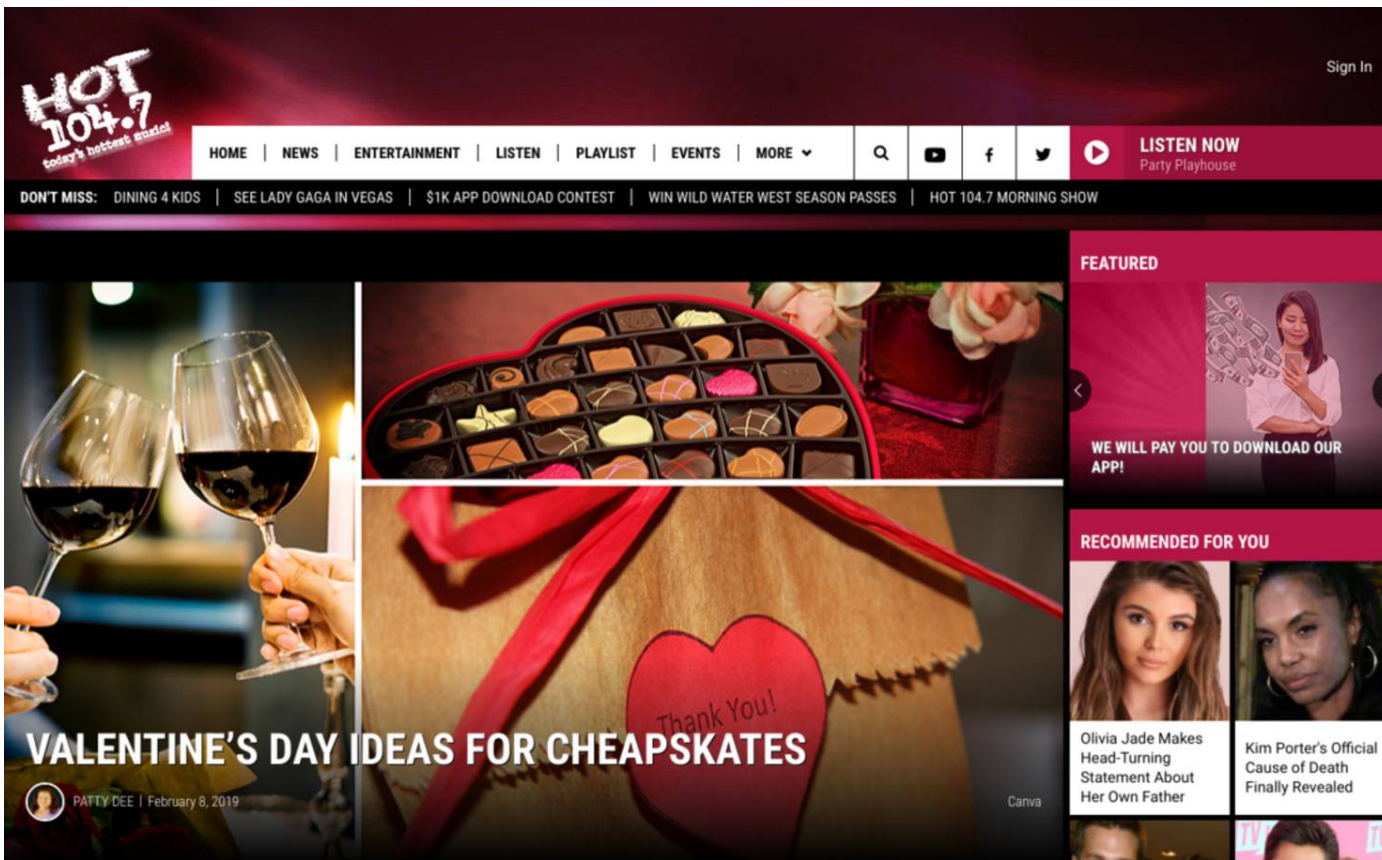 Sign In
HOT
104.7
today's hottest music!
HOME
NEWS
ENTERTAINMENT
LISTEN
PLAYLIST
EVENTS
MORE
LISTEN NOW
Party Playhouse
DON'T MISS: DINING 4 KIDS | SEE LADY GAGA IN VEGAS | $1K APP DOWNLOAD CONTEST | WIN WILD WATER WEST SEASON PASSES | HOT 104.7 MORNING SHOW
Thank You!
VALENTINE'S DAY IDEAS FOR CHEAPSKATES
PATTY DEE | February 8, 2019
Canva
FEATURED
WE WILL PAY YOU TO DOWNLOAD OUR
APP!
RECOMMENDED FOR YOU
Olivia Jade Makes
Head-Turning
Statement About
Her Own Father
Kim Porter's Official
Cause of Death
Finally Revealed
TV